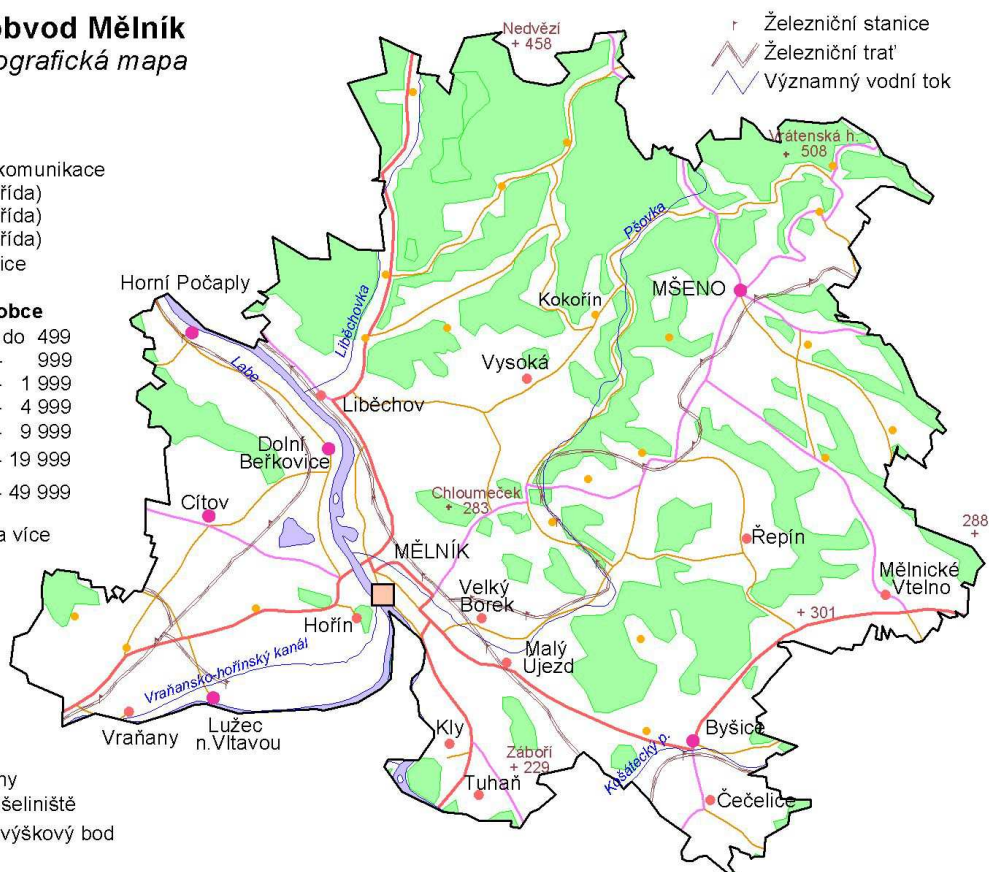 obvod Mělník
ografická mapa
Železniční stanice
Železniční trať
Významný vodní tok
komunikace
řída)
řída)
řída)
ice
obce
do 499
- 999
- 1 999
- 4 999
- 9 999
- 19 999
- 49 999
a více
ny
šeliniště
výškový bod
Nedvězí
+ 458
Vrátenská h.
+ 508
Pšovka
Horní Počaply
Liběchovka
Kokořín
MŠENO
Labe
Vysoká
Liběchov
Dolní
Beřkovice
Cítov
Chloumeček
+ 283
288
+
Řepín
MĚLNÍK
Mělnické
Vtelno
Velký
Borek
+ 301
Hořín
Malý
Újezd
Vraňansko-hořínský kanál
Vraňany
Lužec
n.Vltavou
Kly
Byšice
Záboří
+ 229
Košátecký p.
Tuhaň
Čečelice